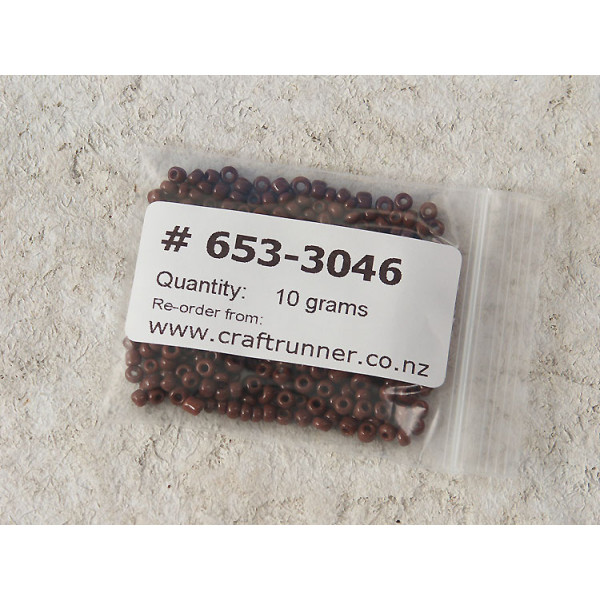 # 653-3046
Quantity: 10 grams
Re-order from:
www.craftrunner.co.nz